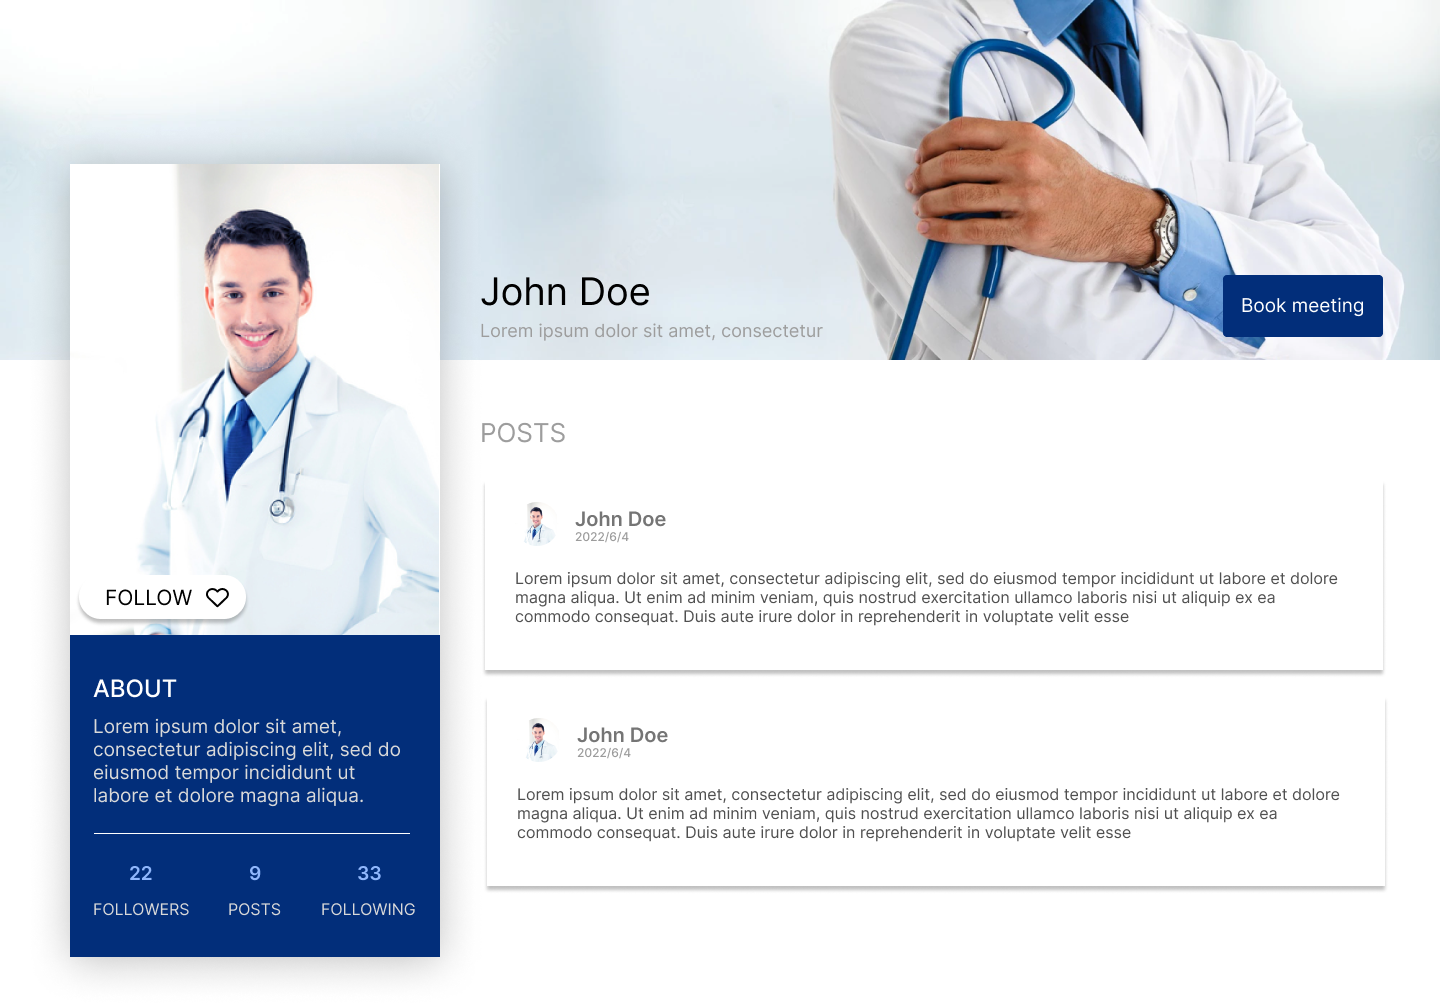 John Doe
Lorem ipsum dolor sit amet, consectetur
Book meeting
FOLLOW
ABOUT
Lorem ipsum dolor sit amet,
consectetur adipiscing elit, sed do
eiusmod tempor incididunt ut
labore et dolore magna aliqua.
22 9 33
FOLLOWERS POSTS FOLLOWING
POSTS
John Doe
2022/6/4
Lorem ipsum dolor sit amet, consectetur adipiscing elit, sed do eiusmod tempor incididunt ut labore et dolore
magna aliqua. Ut enim ad minim veniam, quis nostrud exercitation ullamco laboris nisi ut aliquip ex ea
commodo consequat. Duis aute irure dolor in reprehenderit in voluptate velit esse
John Doe
2022/6/4
Lorem ipsum dolor sit amet, consectetur adipiscing elit, sed do eiusmod tempor incididunt ut labore et dolore
magna aliqua. Ut enim ad minim veniam, quis nostrud exercitation ullamco laboris nisi ut aliquip ex ea
commodo consequat. Duis aute irure dolor in reprehenderit in voluptate velit esse